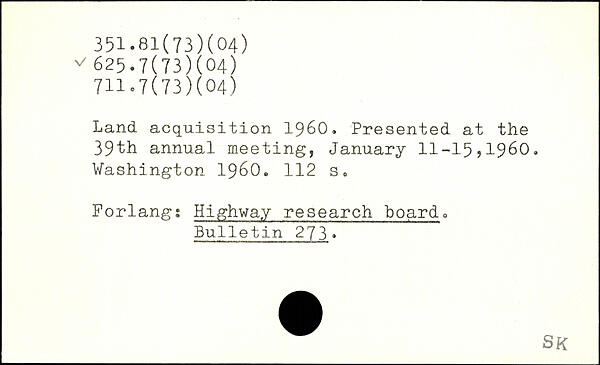 351.81(73)(04)
✓ 625.7(73)(04)
711.7(73)(04)
Land acquisition 1960. Presented at the
39th annual meeting, January 11-15,1960.
Washington 1960. 112 s.
Forlang: Highway research board.
Bulletin 273.
SK